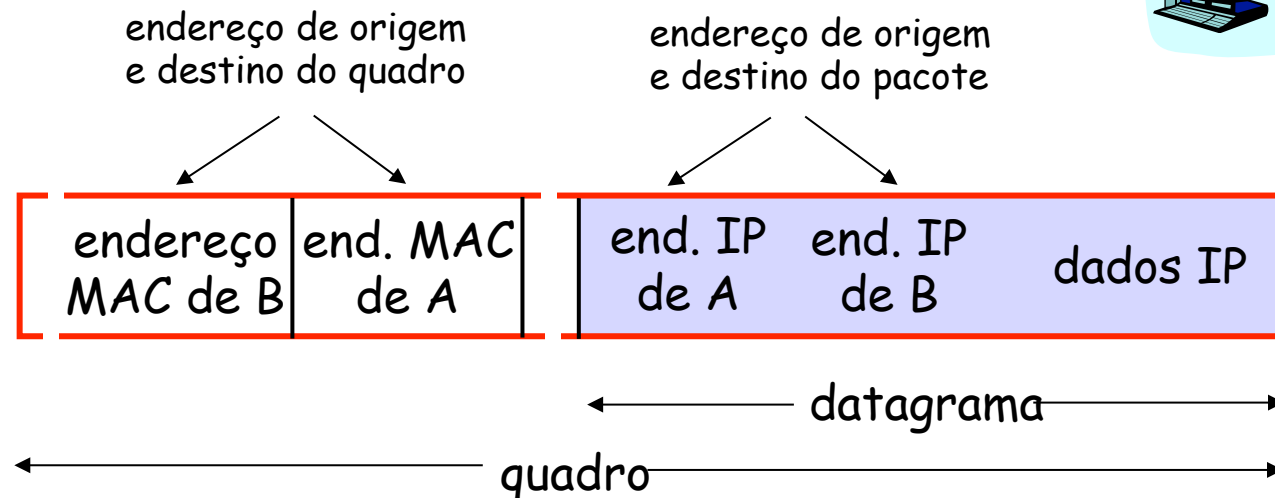 endereço de origem
e destino do quadro
endereço de origem
e destino do pacote
endereço
MAC de B
end. MAC
de A
end. IP
de A
end. IP
de B
dados IP
datagrama
quadro